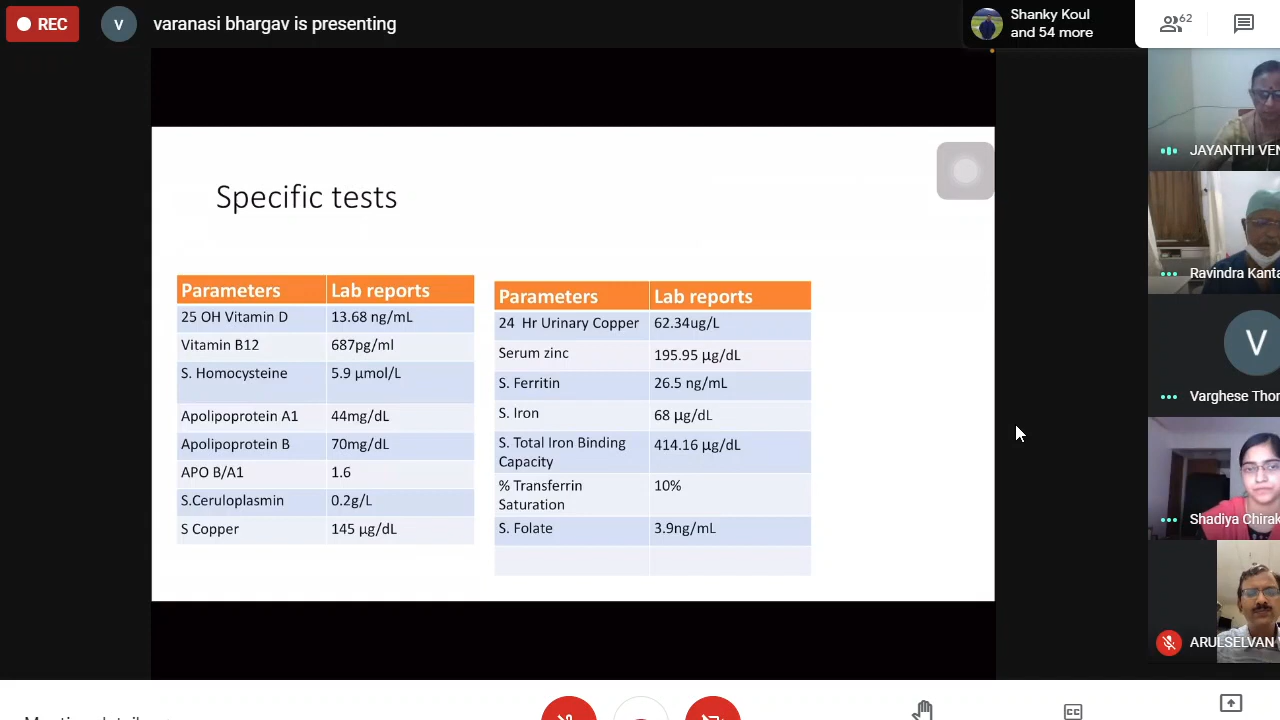 REC
V
varanasi bhargav is presenting
Shanky Koul
and 54 more
62
Specific tests
Parameters Lab reports
25 OH Vitamin D 13.68 ng/mL
Vitamin B12 687pg/ml
S. Homocysteine 5.9 µmol/L
Apolipoprotein A1 44mg/dL
Apolipoprotein B 70mg/dL
APO B/A1 1.6
S.Ceruloplasmin 0.2g/L
S Copper 145 µg/dL
Parameters Lab reports
24 Hr Urinary Copper 62.34ug/L
Serum zinc 195.95 µg/dL
S. Ferritin 26.5 ng/mL
S. Iron 68 µg/dL
S. Total Iron Binding
Capacity 414.16 µg/dL
% Transferrin
Saturation 10%
S. Folate 3.9ng/mL
JAYANTHI VEN
Ravindra Kanta
V
Varghese Thor
Shadiya Chirak
ARULSELVAN V
CC